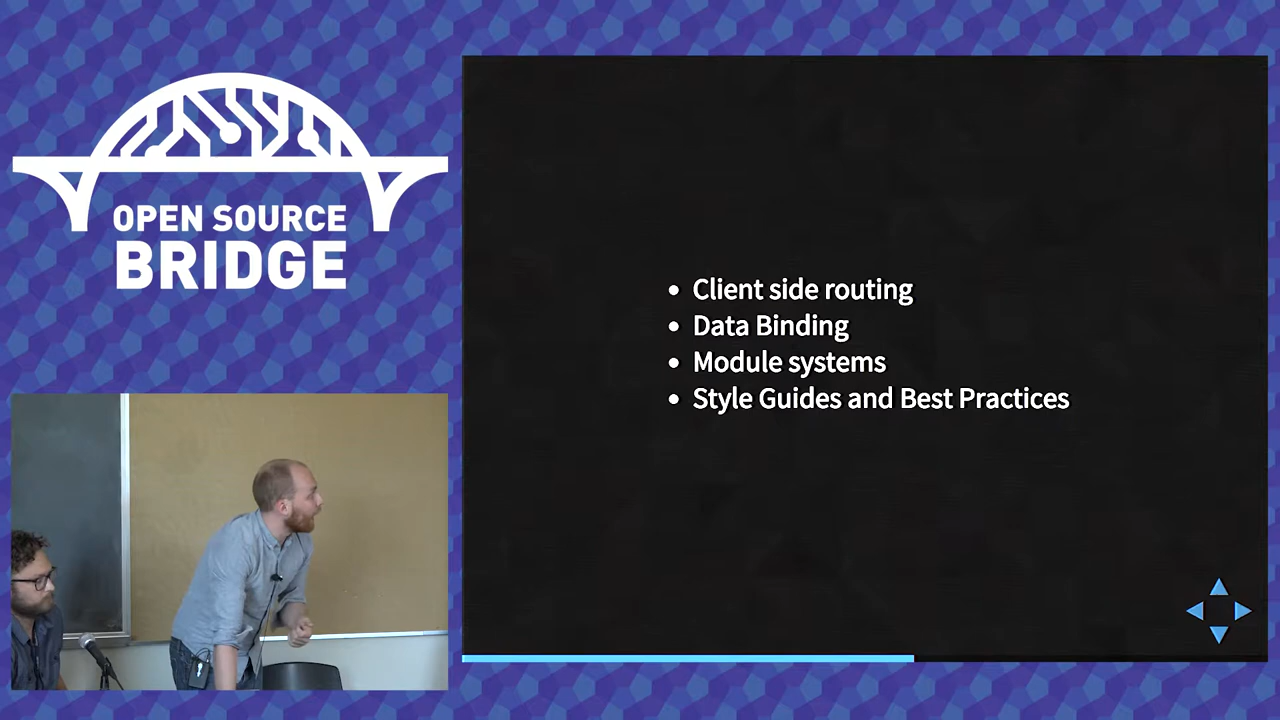 OPEN SOURCE
BRIDGE
Client side routing
Data Binding
Module systems
Style Guides and Best Practices